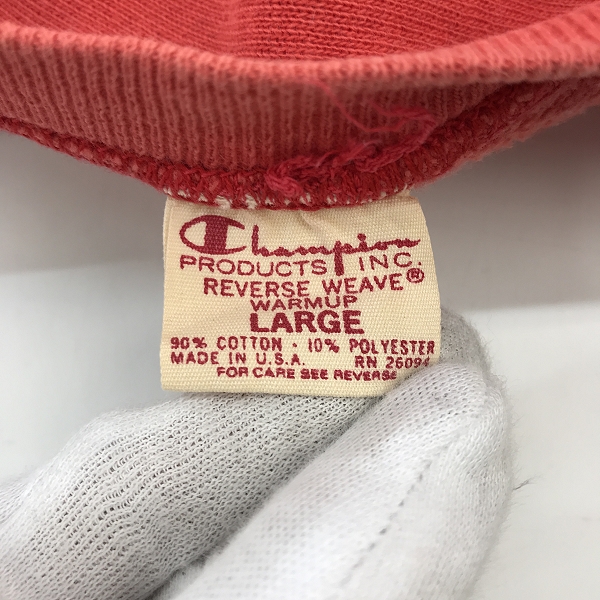 Champion
PRODUCTS INC.
REVERSE WEAVE®
WARMUP
LARGE
90% COTTON · 10% POLYESTER
MADE IN U.S.A. RN 26094
FOR CARE SEE REVERSE